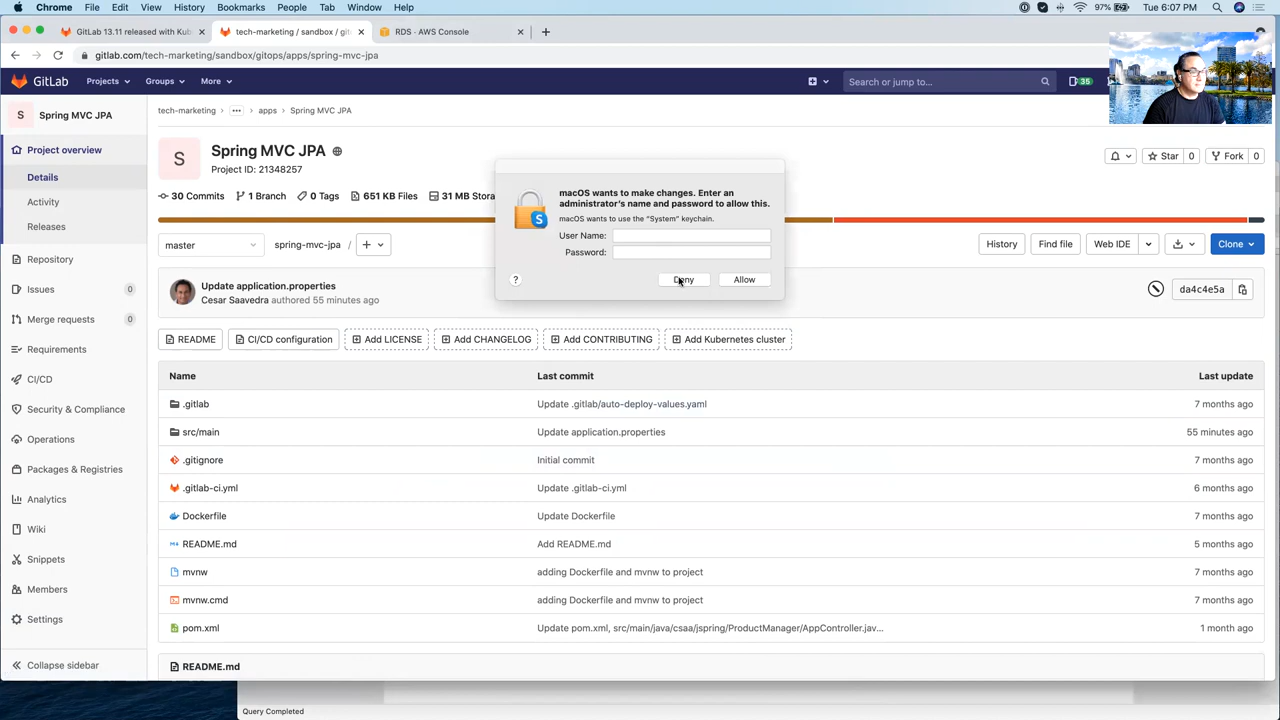 Chrome File Edit View History Bookmarks People Tab Window Help 97% Tue 6:07 PM
GitLab 13.11 released with Kub tech-marketing / sandbox / git RDS · AWS Console
gitlab.com/tech-marketing/sandbox/gitops/apps/spring-mvc-jpa
GitLab Projects Groups More Search or jump to... 35
S Spring MVC JPA
Project overview
Details
Activity
Releases
Repository
Issues 0
Merge requests 0
Requirements
CI/CD
Security & Compliance
Operations
Packages & Registries
Analytics
Wiki
Snippets
Members
Settings
Collapse sidebar
tech-marketing apps Spring MVC JPA
S
Spring MVC JPA
Project ID: 21348257
Star 0 Fork 0
30 Commits 1 Branch 0 Tags 651 KB Files 31 MB Stora
master spring-mvc-jpa / + History Find file Web IDE Clone
Update application.properties
Cesar Saavedra authored 55 minutes ago
da4c4e5a
README CI/CD configuration Add LICENSE Add CHANGELOG Add CONTRIBUTING Add Kubernetes cluster
Name Last commit Last update
.gitlab Update .gitlab/auto-deploy-values.yaml 7 months ago
src/main Update application.properties 55 minutes ago
.gitignore Initial commit 7 months ago
.gitlab-ci.yml Update .gitlab-ci.yml 6 months ago
Dockerfile Update Dockerfile 7 months ago
README.md Add README.md 5 months ago
mvnw adding Dockerfile and mvnw to project 7 months ago
mvnw.cmd adding Dockerfile and mvnw to project 7 months ago
pom.xml Update pom.xml, src/main/java/csaa/jspring/ProductManager/AppController.jav... 1 month ago
README.md
macOS wants to make changes. Enter an
administrator's name and password to allow this.
macOS wants to use the "System" keychain.
User Name:
Password:
? Deny Allow
Query Completed